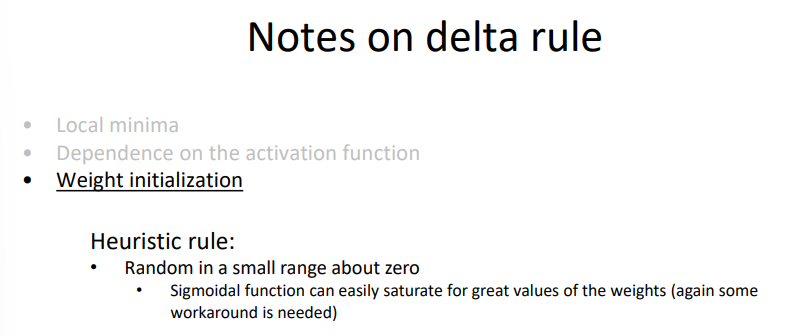 Notes on delta rule
• Local minima
• Dependence on the activation function
• Weight initialization
Heuristic rule:
• Random in a small range about zero
• Sigmoidal function can easily saturate for great values of the weights (again some
workaround is needed)